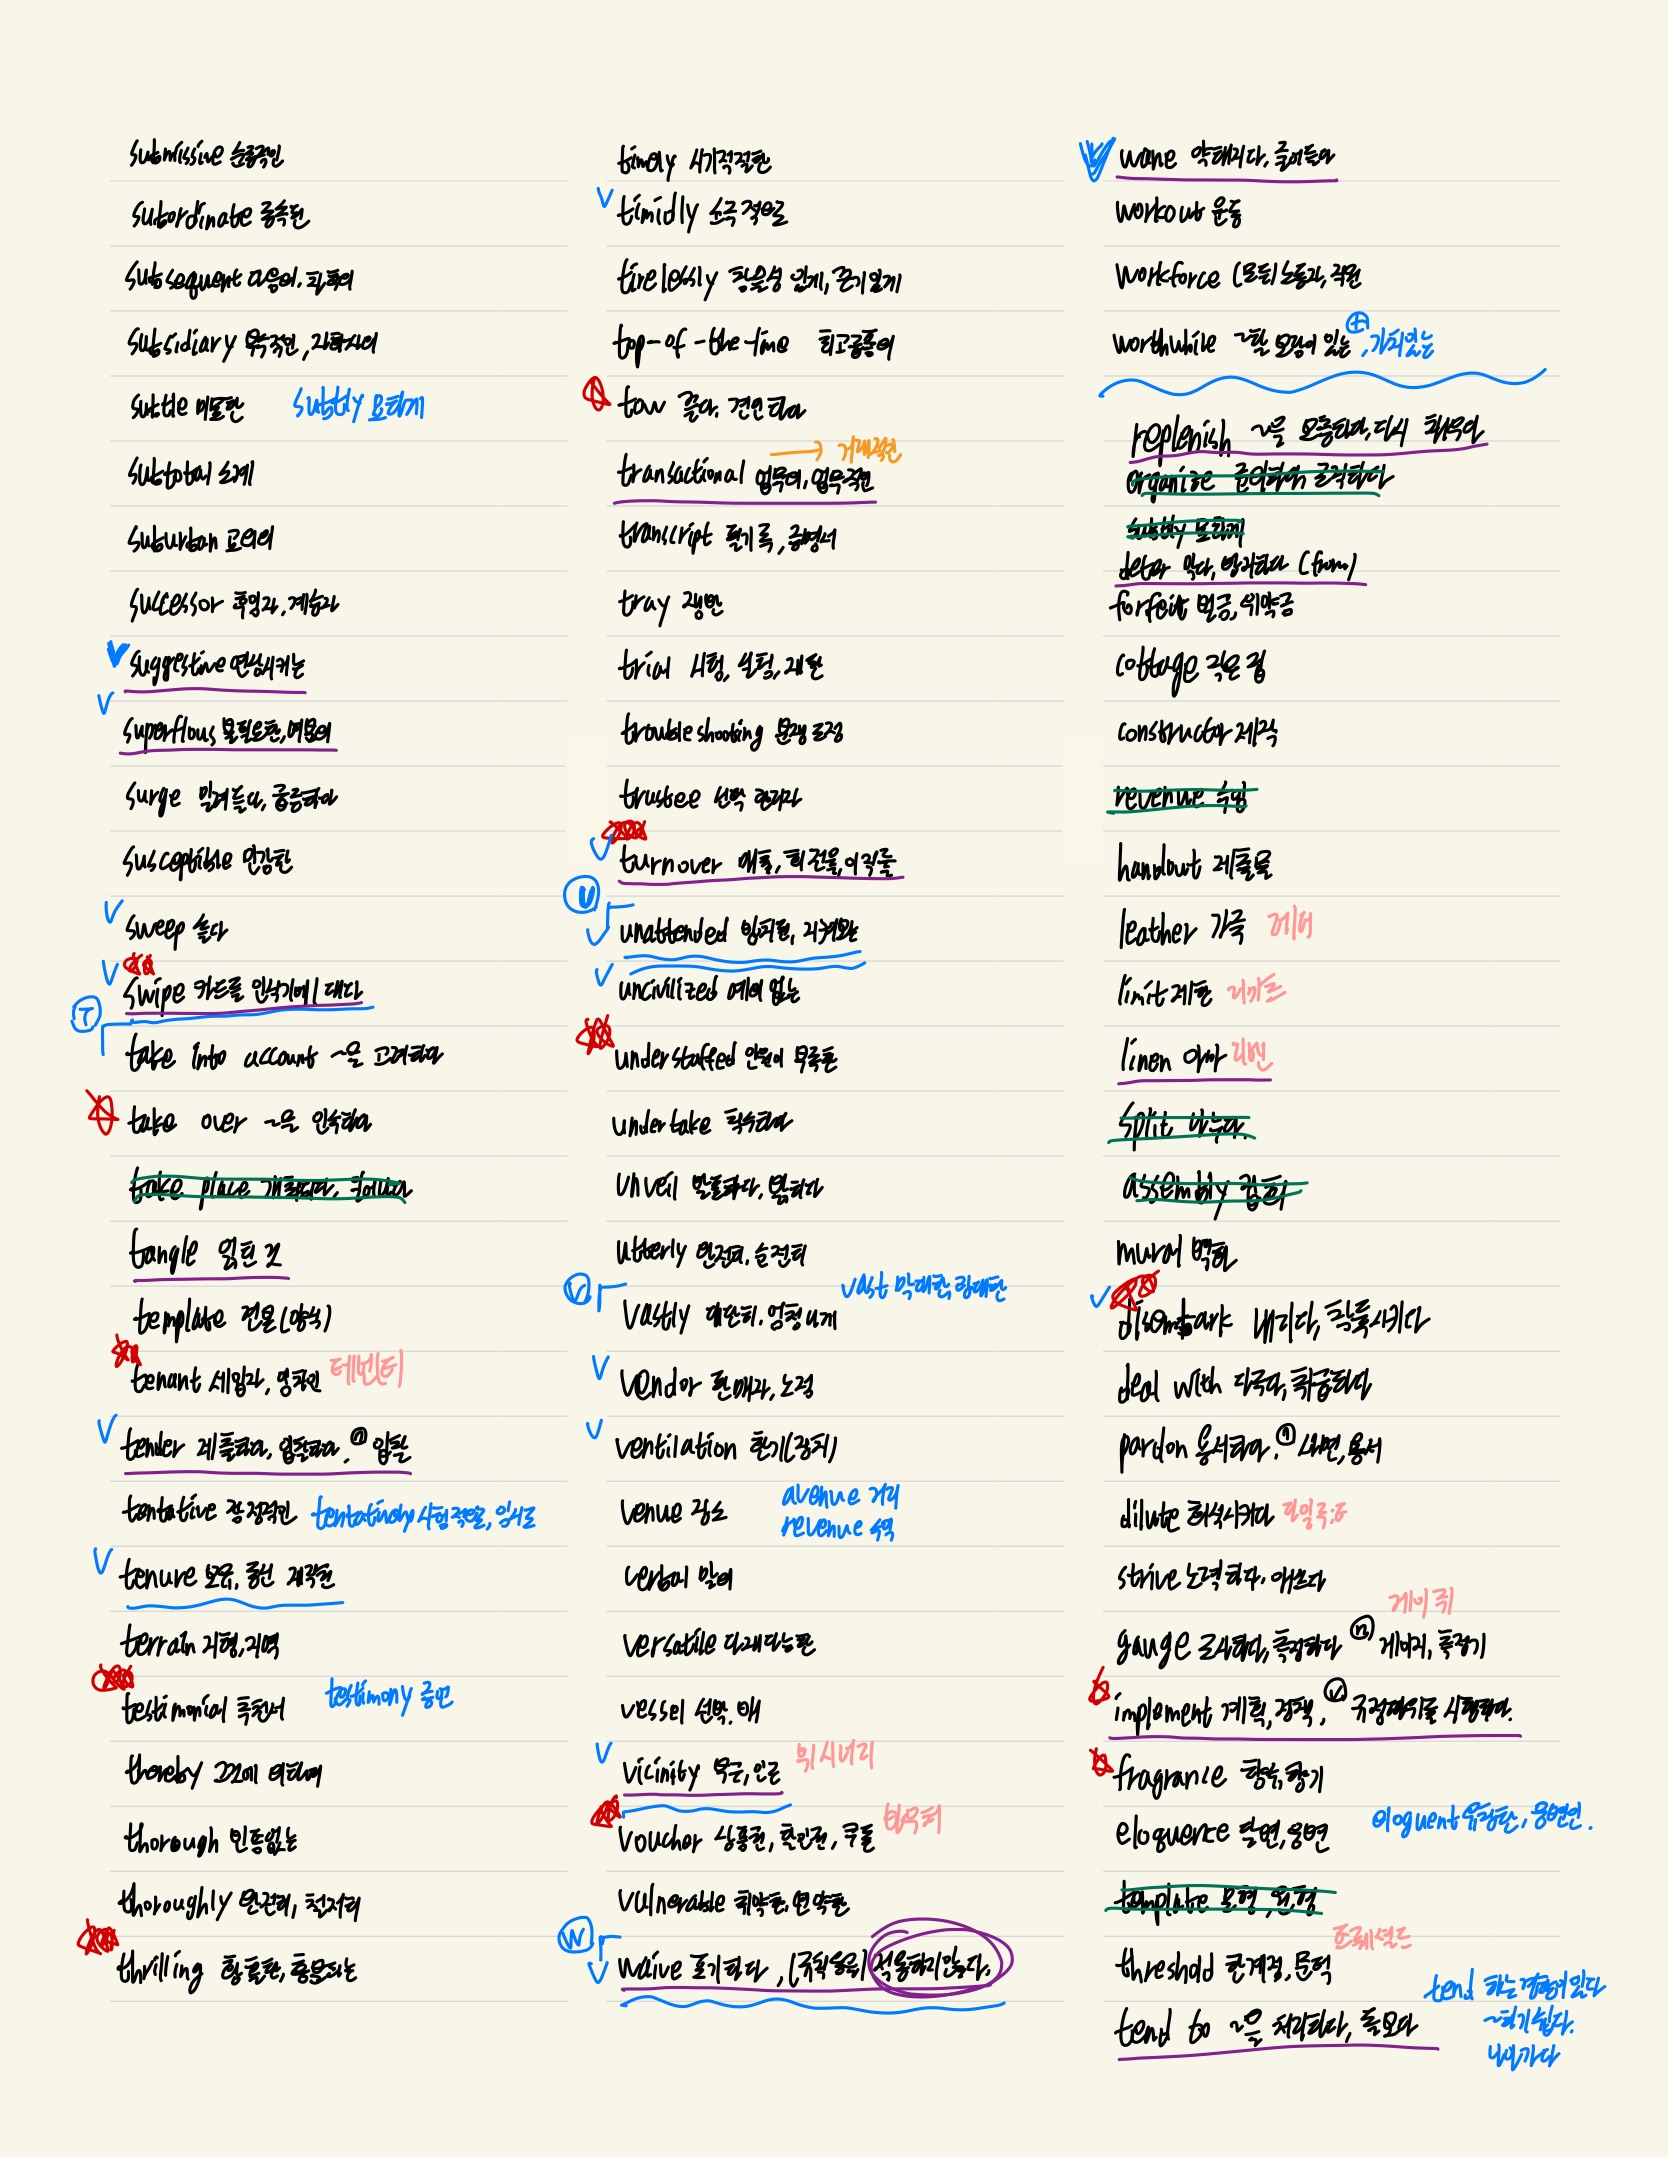 submissive 순종적인
subordinate 종속된
subsequent 다음의, 차후의
subsidiary 부수적인, 자회사의
subtle 미묘한 subtly 묘하게
subtotal 소계
suburban 교외의
successor 후임자, 계승자
suggestive 연상시키는
superflous 불필요한, 여분의
surge 밀려들다, 급증하다
susceptible 민감한
sweep 쓸다
swipe 카드를 인식기에 대다
T
take into account ~을 고려하다
take over ~을 인수하다
take place 개최되다, 일어나다
tangle 얽힌 것
template 견본(양식)
tenant 세입자, 임차인 테넌티
tender 제출하다, 입찰하다, ⓝ 입찰
tentative 잠정적인 tentatively 시험적으로, 임시로
tenure 보유, 종신 재직권
terrain 지형, 지역
testimonial 추천서 testimony 증언
thereby 그것에 의하여
thorough 빈틈없는
thoroughly 완전히, 철저히
thrilling 황홀한, 흥분되는
timely 시기적절한
timidly 소극적으로
tirelessly 지칠줄 모르게, 끈기있게
top-of-the-line 최고급품의
tow 끌다, 견인하다
→ 거래적인
transactional 업무의, 업무적인
transcript 필기록, 증명서
tray 쟁반
trial 시험, 실험, 재판
troubleshooting 분쟁 조정
trustee 신탁 관리자
turnover 매출, 회전율, 이직률
U
unattended 방치된, 지켜보는
uncivilized 예의 없는
understaffed 인원이 부족한
undertake 착수하다
unveil 발표하다, 밝히다
utterly 완전히, 순전히
V vast 막대한, 광대한
vastly 대단히, 엄청나게
vendor 판매자, 노점
ventilation 환기(장치)
venue 장소 avenue 거리
revenue 수익
verbal 말의
versatile 다재다능한
vessel 선박, 배
vicinity 부근, 인근 뷔시너리
voucher 상품권, 할인권, 쿠폰 바우처
vulnerable 취약한, 연약한
W
waive 포기하다, (규칙 등을) 적용하지 않는다.
wane 약해지다, 줄어들다
workout 운동
workforce (모든) 노동자, 직원
worthwhile ~할 보람이 있는, 가치있는
replenish ~을 보충하다, 다시 채우다
organize 준비하다, 조직하다
subtly 묘하게
deter 막다, 방해하다 (from)
forfeit 벌금, 위약금
cottage 작은 집
constructor 제작
revenue 수입
handout 제출물
leather 가죽 레더
limit 제한 리미트
linen 아마 리넨
split 나누다.
assembly 집회
mural 벽화
disembark 내리다, 착륙시키다
deal with 다루다, 취급하다
pardon 용서하다, ⓝ 사면, 용서
dilute 희석시키다
strive 노력하다, 애쓰다
게이쥐
gauge 조사하다, 측정하다 ⓝ 게이지, 측정기
implement 계획, 정책, ⓥ 규정따위를 시행하다.
fragrance 향수, 향기
eloquence 달변, 웅변 eloquent 유창한, 웅변인.
template 모형, 원형
threshold 한계점, 문턱 쓰레셜드
tend to ~을 처리하다, 돌보다 tend 하는 경향이 있다
~하기 쉽다.
나아가다